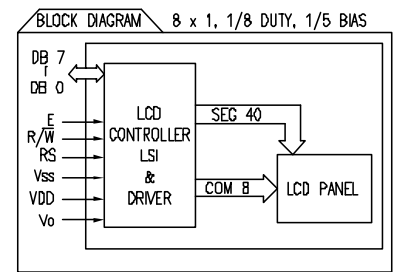 BLOCK DIAGRAM 8 x 1, 1/8 DUTY, 1/5 BIAS
DB 7
DB 0
E
R/W̅
RS
Vss
VDD
Vo
LCD
CONTROLLER
LSI
&
DRIVER
SEG 40
COM 8
LCD PANEL